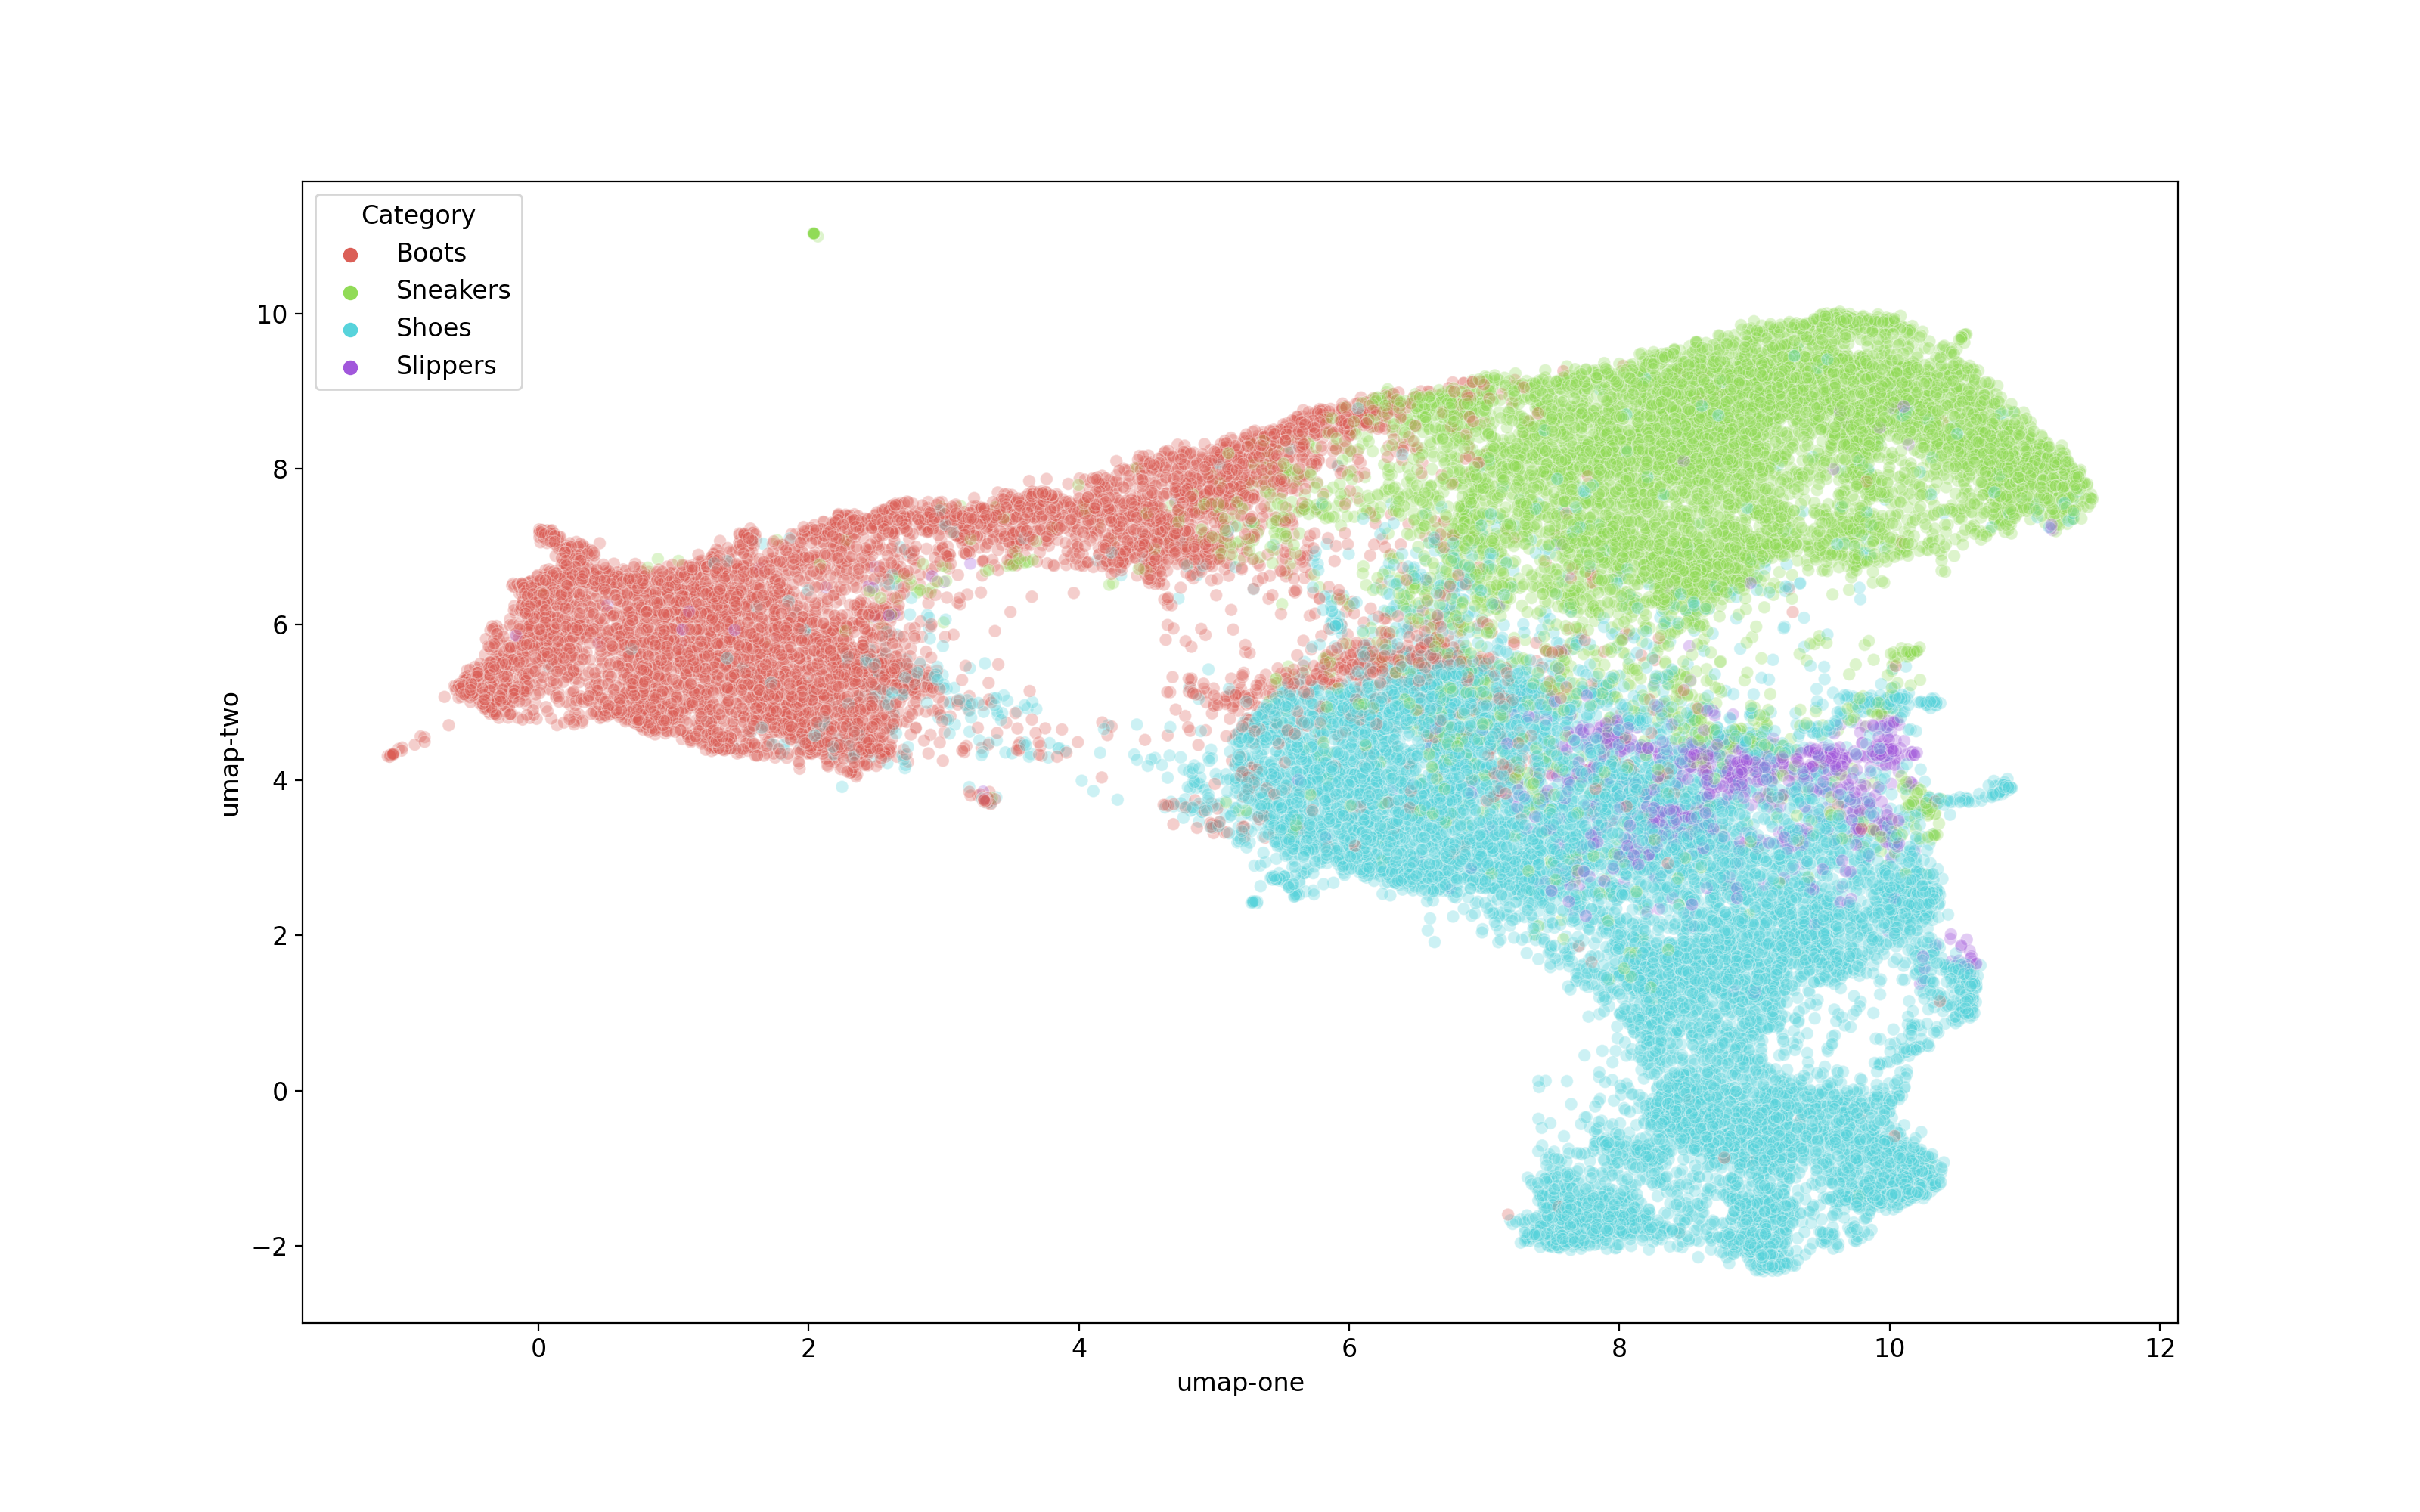 Category
Boots
Sneakers
Shoes
Slippers
10
8
6
4
2
0
−2
umap-two
0 2 4 6 8 10 12
umap-one